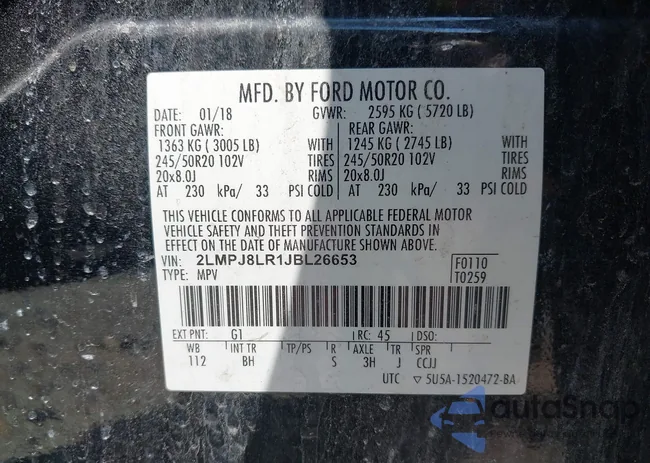 MFD. BY FORD MOTOR CO.
DATE: 01/18 GVWR: 2595 KG ( 5720 LB)
FRONT GAWR: REAR GAWR:
1363 KG ( 3005 LB) WITH 1245 KG ( 2745 LB) WITH
245/50R20 102V TIRES 245/50R20 102V TIRES
20x8.0J RIMS 20x8.0J RIMS
AT 230 kPa/ 33 PSI COLD AT 230 kPa/ 33 PSI COLD
THIS VEHICLE CONFORMS TO ALL APPLICABLE FEDERAL MOTOR
VEHICLE SAFETY AND THEFT PREVENTION STANDARDS IN
EFFECT ON THE DATE OF MANUFACTURE SHOWN ABOVE.
VIN: 2LMPJ8LR1JBL26653 F0110
TYPE: MPV T0259
EXT PNT: G1 RC: 45 DSO:
WB INT TR TP/PS R AXLE TR SPR
112 BH S 3H J CCJJ
UTC ▽ 5U5A-1520472-BA
autoSnap